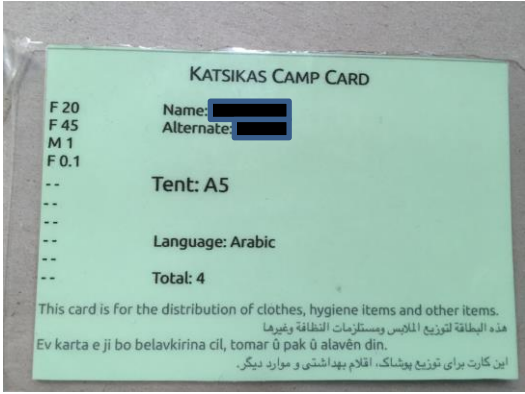 KATSIKAS CAMP CARD
F 20
F 45
M 1
F 0.1
--
--
--
--
--
Name:
Alternate:
Tent: A5
Language: Arabic
Total: 4
This card is for the distribution of clothes, hygiene items and other items.
هذه البطاقة لتوزيع الملابس ومستلزمات النظافة وغيرها
Ev karta e ji bo belavkirina cil, tomar û pak û alavên din.
این کارت برای توزیع پوشاک، اقلام بهداشتی و موارد دیگر.